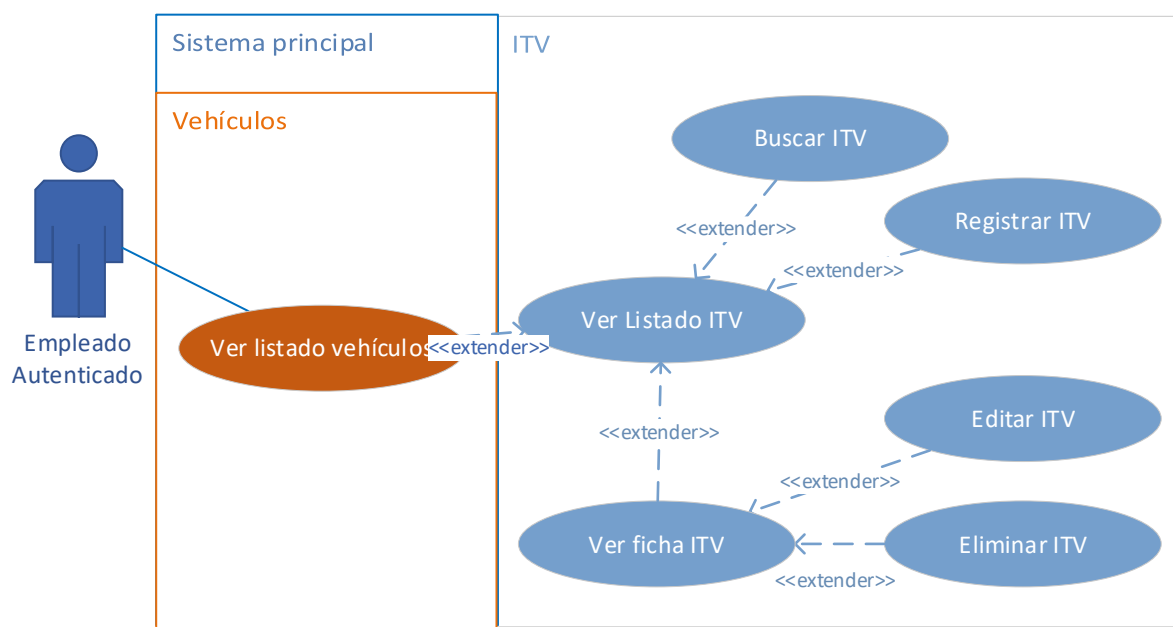 Sistema principal
ITV
Vehículos
Buscar ITV
Registrar ITV
<<extender>>
<<extender>>
Ver Listado ITV
Empleado
Autenticado
Ver listado vehículos
<<extender>>
Editar ITV
<<extender>>
<<extender>>
Ver ficha ITV
Eliminar ITV
<<extender>>